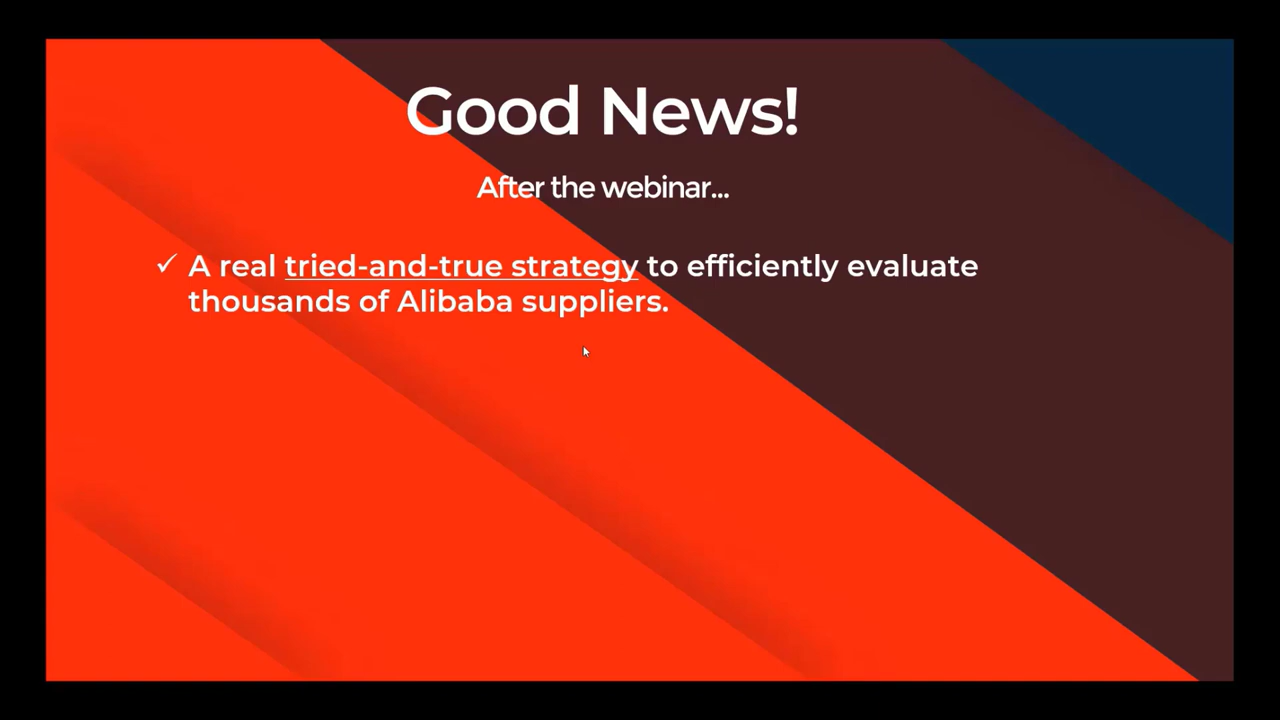 Good News!
After the webinar...
✓ A real tried-and-true strategy to efficiently evaluate
thousands of Alibaba suppliers.